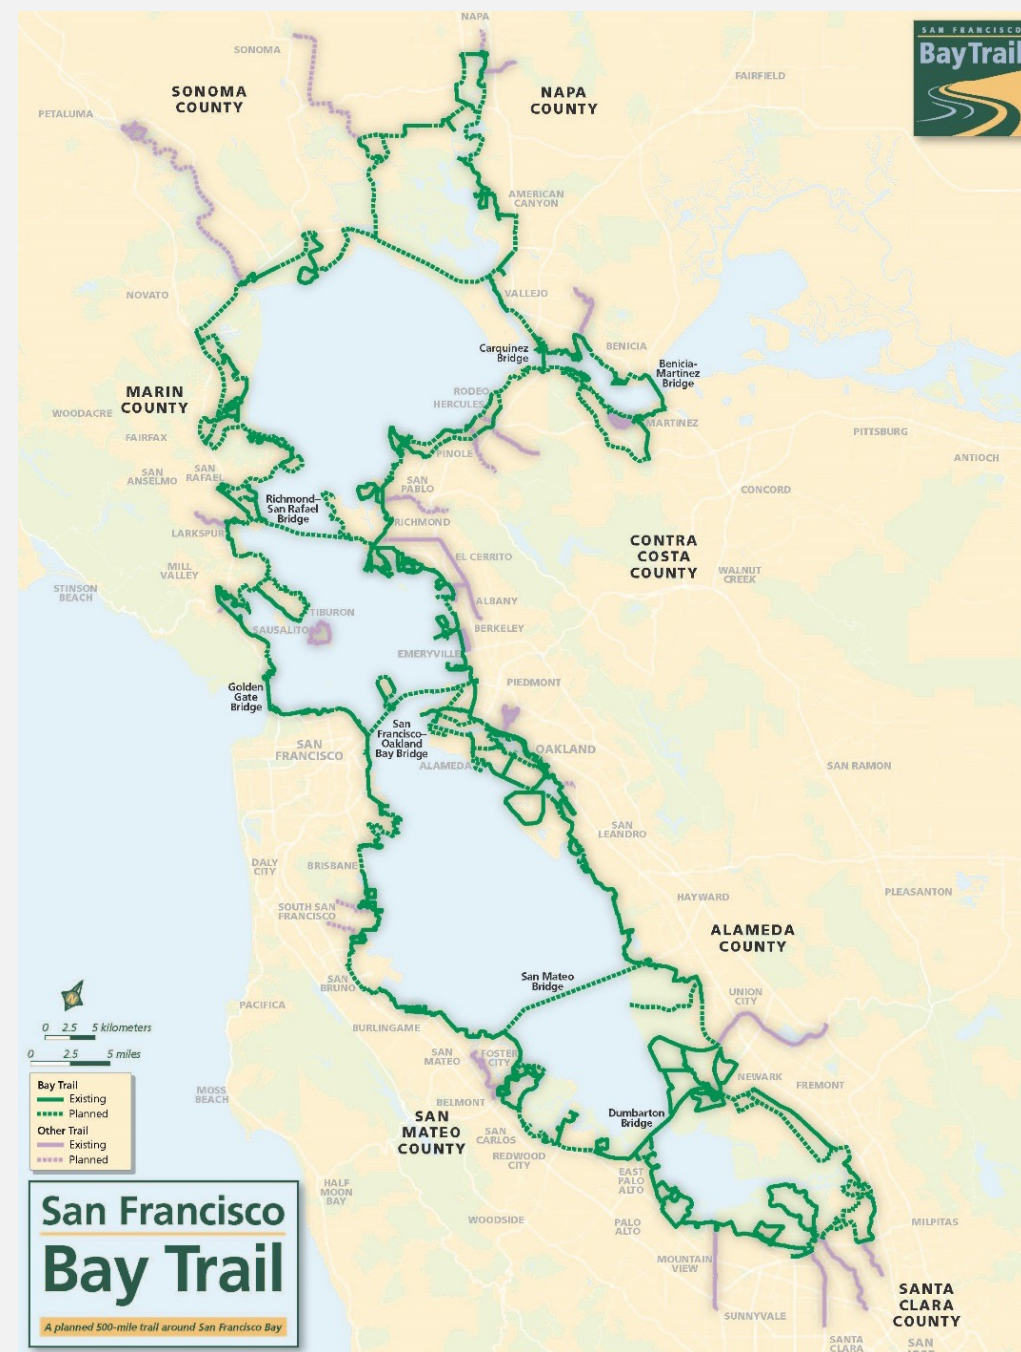 NAPA
SAN FRANCISCO
Bay Trail
SONOMA
SONOMA
COUNTY
NAPA
COUNTY
FAIRFIELD
PETALUMA
AMERICAN
CANYON
NOVATO
VALLEJO
Carquinez
Bridge
BENICIA
Benicia-
Martinez
Bridge
MARIN
COUNTY
RODEO
HERCULES
WOODACRE
MARTINEZ
FAIRFAX
PITTSBURG
PINOLE
ANTIOCH
SAN
ANSELMO
SAN
RAFAEL
SAN
PABLO
CONCORD
Richmond–
San Rafael
Bridge
RICHMOND
LARKSPUR
CONTRA
COSTA
COUNTY
EL CERRITO
MILL
VALLEY
WALNUT
CREEK
STINSON
BEACH
ALBANY
TIBURON
SAUSALITO
BERKELEY
EMERYVILLE
PIEDMONT
Golden
Gate
Bridge
San
Francisco–
Oakland
Bay Bridge
SAN
FRANCISCO
OAKLAND
ALAMEDA
SAN RAMON
SAN
LEANDRO
DALY
CITY
BRISBANE
HAYWARD
PLEASANTON
SOUTH SAN
FRANCISCO
ALAMEDA
COUNTY
SAN
BRUNO
San Mateo
Bridge
UNION
CITY
PACIFICA
N
0 2.5 5 kilometers
0 2.5 5 miles
BURLINGAME
SAN
MATEO
FOSTER
CITY
NEWARK
FREMONT
MOSS
BEACH
Bay Trail
Existing
Planned
Other Trail
Existing
Planned
BELMONT
SAN
MATEO
COUNTY
Dumbarton
Bridge
SAN
CARLOS
REDWOOD
CITY
EAST
PALO
ALTO
HALF
MOON
BAY
WOODSIDE
PALO
ALTO
MILPITAS
MOUNTAIN
VIEW
San Francisco
Bay Trail
A planned 500-mile trail around San Francisco Bay
SANTA
CLARA
COUNTY
SUNNYVALE
SANTA
CLARA
SAN